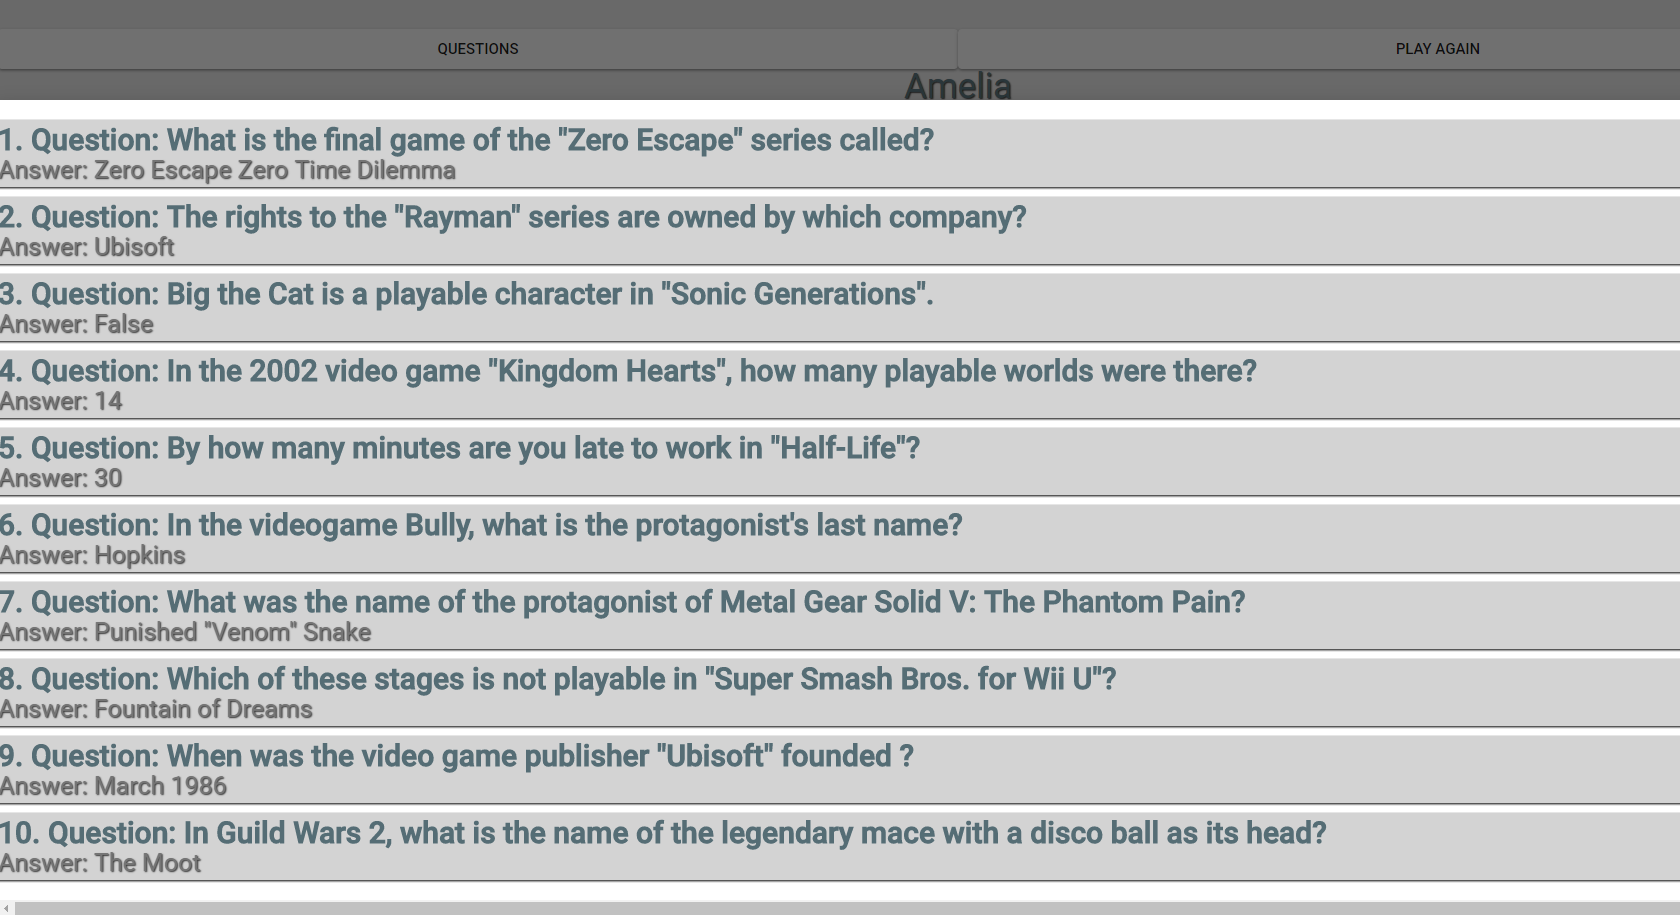 QUESTIONS
PLAY AGAIN
Amelia
1. Question: What is the final game of the "Zero Escape" series called?
Answer: Zero Escape Zero Time Dilemma
2. Question: The rights to the "Rayman" series are owned by which company?
Answer: Ubisoft
3. Question: Big the Cat is a playable character in "Sonic Generations".
Answer: False
4. Question: In the 2002 video game "Kingdom Hearts", how many playable worlds were there?
Answer: 14
5. Question: By how many minutes are you late to work in "Half-Life"?
Answer: 30
6. Question: In the videogame Bully, what is the protagonist's last name?
Answer: Hopkins
7. Question: What was the name of the protagonist of Metal Gear Solid V: The Phantom Pain?
Answer: Punished "Venom" Snake
8. Question: Which of these stages is not playable in "Super Smash Bros. for Wii U"?
Answer: Fountain of Dreams
9. Question: When was the video game publisher "Ubisoft" founded ?
Answer: March 1986
10. Question: In Guild Wars 2, what is the name of the legendary mace with a disco ball as its head?
Answer: The Moot